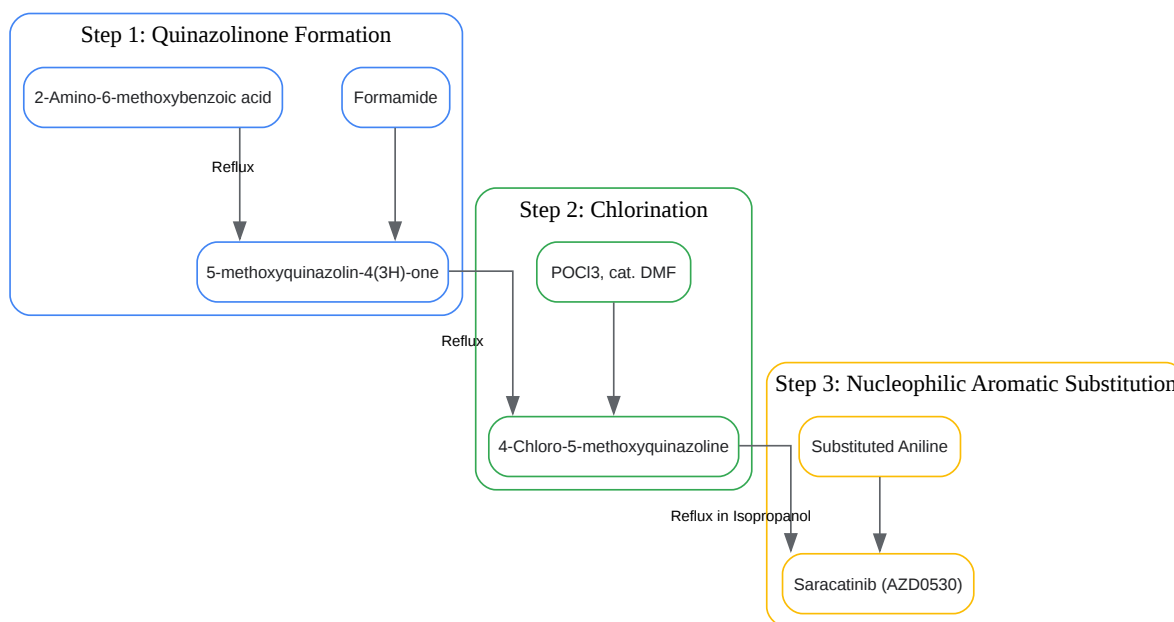 Step 1: Quinazolinone Formation
2-Amino-6-methoxybenzoic acid
Formamide
Reflux
5-methoxyquinazolin-4(3H)-one
Step 2: Chlorination
POCl3, cat. DMF
Reflux
4-Chloro-5-methoxyquinazoline
Step 3: Nucleophilic Aromatic Substitution
Substituted Aniline
Reflux in Isopropanol
Saracatinib (AZD0530)